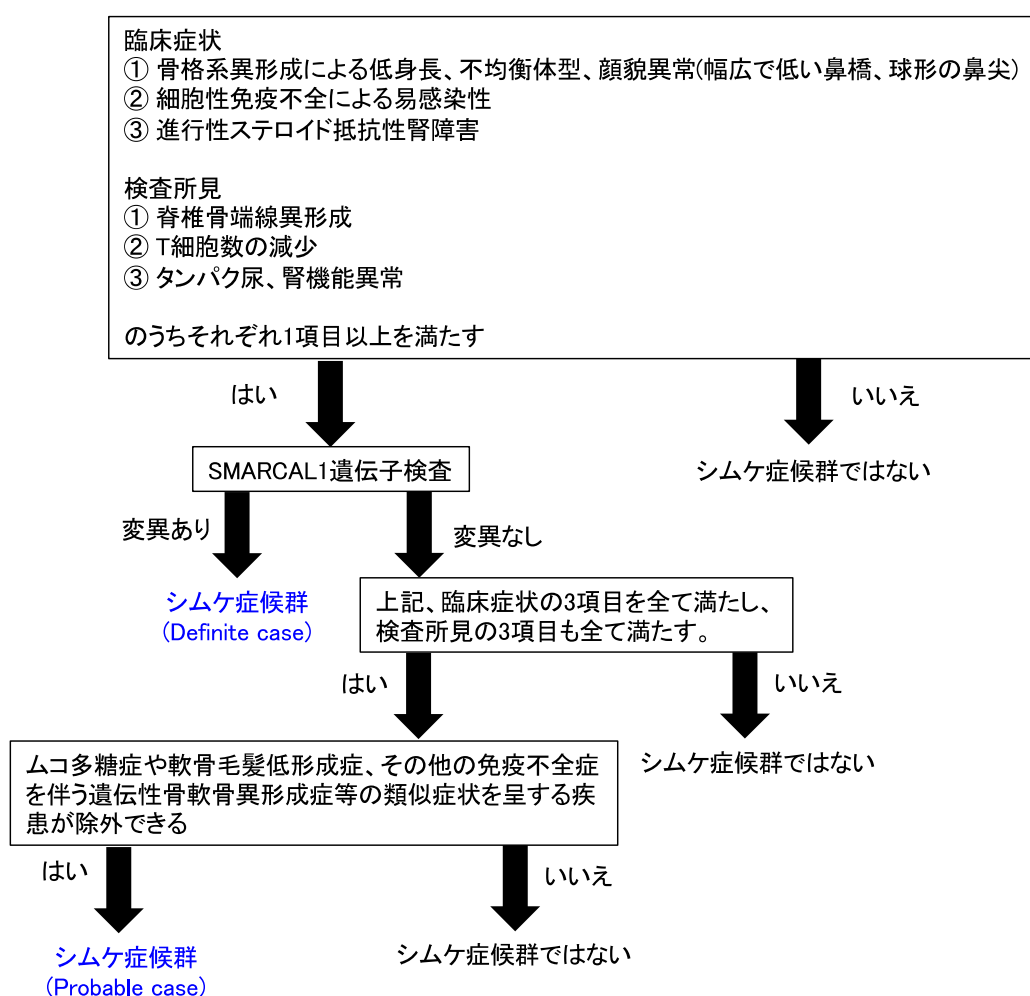 臨床症状
① 骨格系異形成による低身長、不均衡体型、顔貌異常(幅広で低い鼻橋、球形の鼻尖)
② 細胞性免疫不全による易感染性
③ 進行性ステロイド抵抗性腎障害
検査所見
① 脊椎骨端線異形成
② T細胞数の減少
③ タンパク尿、腎機能異常
のうちそれぞれ1項目以上を満たす
はい
いいえ
SMARCAL1遺伝子検査
シムケ症候群ではない
変異あり
変異なし
シムケ症候群
(Definite case)
上記、臨床症状の3項目を全て満たし、
検査所見の3項目も全て満たす。
はい
いいえ
ムコ多糖症や軟骨毛髪低形成症、その他の免疫不全症
を伴う遺伝性骨軟骨異形成症等の類似症状を呈する疾
患が除外できる
シムケ症候群ではない
はい
いいえ
シムケ症候群
(Probable case)
シムケ症候群ではない